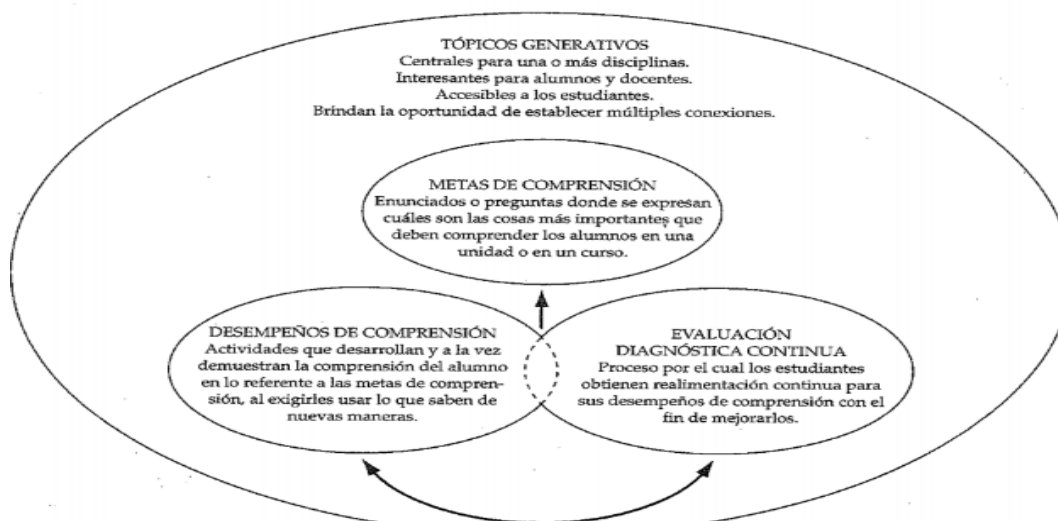 TÓPICOS GENERATIVOS
Centrales para una o más disciplinas.
Interesantes para alumnos y docentes.
Accesibles a los estudiantes.
Brindan la oportunidad de establecer múltiples conexiones.
METAS DE COMPRENSIÓN
Enunciados o preguntas donde se expresan
cuáles son las cosas más importantes que
deben comprender los alumnos en una
unidad o en un curso.
DESEMPEÑOS DE COMPRENSIÓN
Actividades que desarrollan y a la vez
demuestran la comprensión del alumno
en lo referente a las metas de compren-
sión, al exigirles usar lo que saben de
nuevas maneras.
EVALUACIÓN
DIAGNÓSTICA CONTINUA
Proceso por el cual los estudiantes
obtienen realimentación continua para
sus desempeños de comprensión con el
fin de mejorarlos.